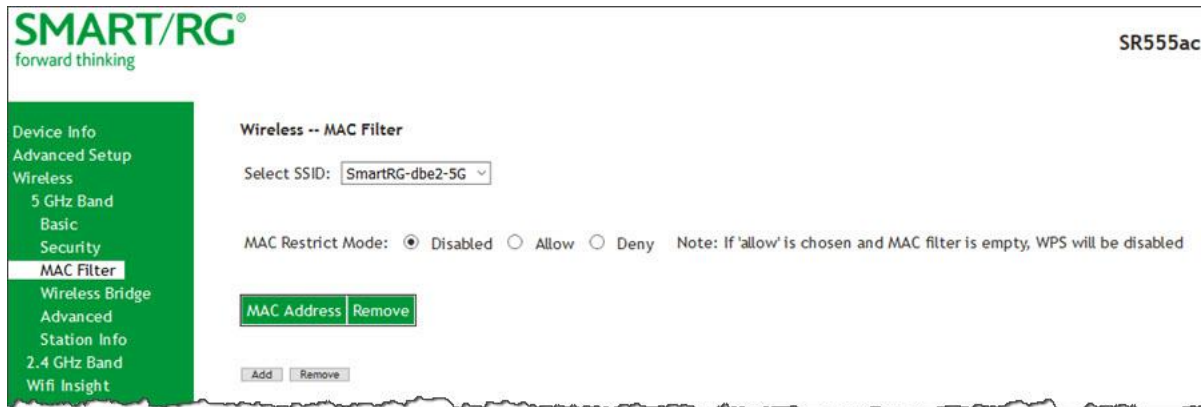 SMART/RG®
forward thinking
SR555ac
Device Info
Advanced Setup
Wireless
5 GHz Band
Basic
Security
MAC Filter
Wireless Bridge
Advanced
Station Info
2.4 GHz Band
Wifi Insight
Wireless -- MAC Filter
Select SSID: SmartRG-dbe2-5G
MAC Restrict Mode: Disabled Allow Deny Note: If 'allow' is chosen and MAC filter is empty, WPS will be disabled
MAC Address Remove
Add Remove